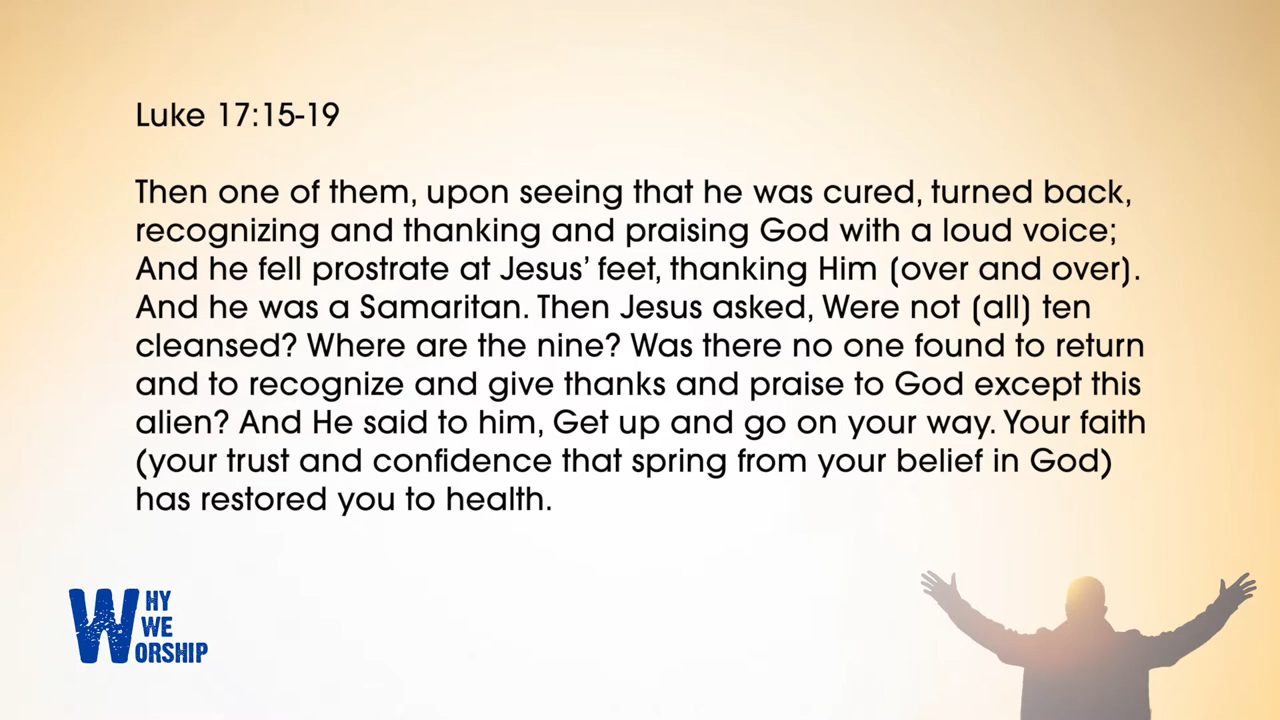 Luke 17:15-19
Then one of them, upon seeing that he was cured, turned back,
recognizing and thanking and praising God with a loud voice;
And he fell prostrate at Jesus’ feet, thanking Him (over and over).
And he was a Samaritan. Then Jesus asked, Were not (all) ten
cleansed? Where are the nine? Was there no one found to return
and to recognize and give thanks and praise to God except this
alien? And He said to him, Get up and go on your way. Your faith
(your trust and confidence that spring from your belief in God)
has restored you to health.
WHY
WE
WORSHIP